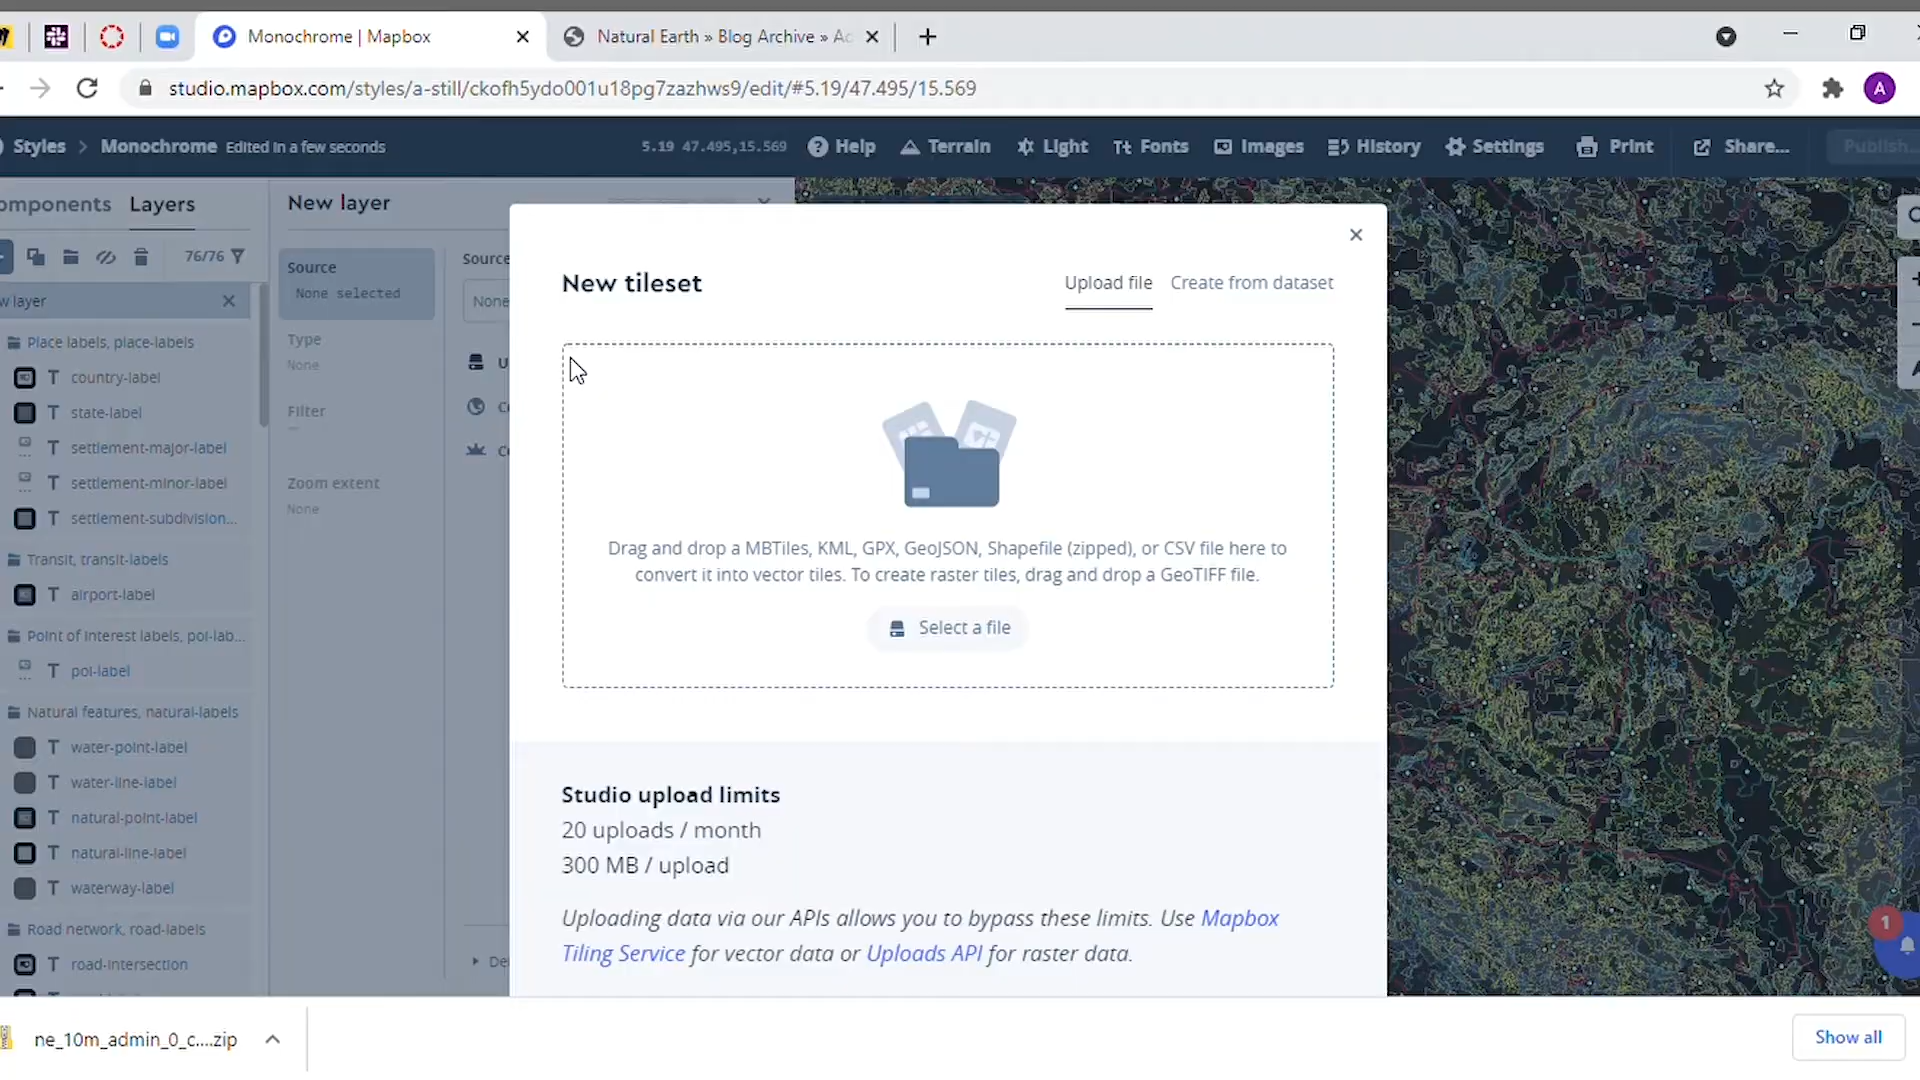 Monochrome | Mapbox
Natural Earth » Blog Archive » Ac
studio.mapbox.com/styles/a-still/ckofh5ydo001u18pg7zazhws9/edit/#5.19/47.495/15.569
A
Styles > Monochrome Edited in a few seconds
5.19 47.495,15.569
Help
Terrain
Light
Tt Fonts
Images
History
Settings
Print
Share...
Publish...
omponents
Layers
76/76
w layer
Place labels, place-labels
T country-label
T state-label
T settlement-major-label
T settlement-minor-label
T settlement-subdivision...
Transit, transit-labels
T airport-label
Point of interest labels, poi-lab...
T poi-label
Natural features, natural-labels
T water-point-label
T water-line-label
T natural-point-label
T natural-line-label
T waterway-label
Road network, road-labels
T road-intersection
New layer
Source
None selected
Type
None
Filter
Zoom extent
None
Source
None
U
C
C
De
New tileset
Upload file
Create from dataset
Drag and drop a MBTiles, KML, GPX, GeoJSON, Shapefile (zipped), or CSV file here to
convert it into vector tiles. To create raster tiles, drag and drop a GeoTIFF file.
Select a file
Studio upload limits
20 uploads / month
300 MB / upload
Uploading data via our APIs allows you to bypass these limits. Use Mapbox
Tiling Service for vector data or Uploads API for raster data.
1
ne_10m_admin_0_c....zip
Show all